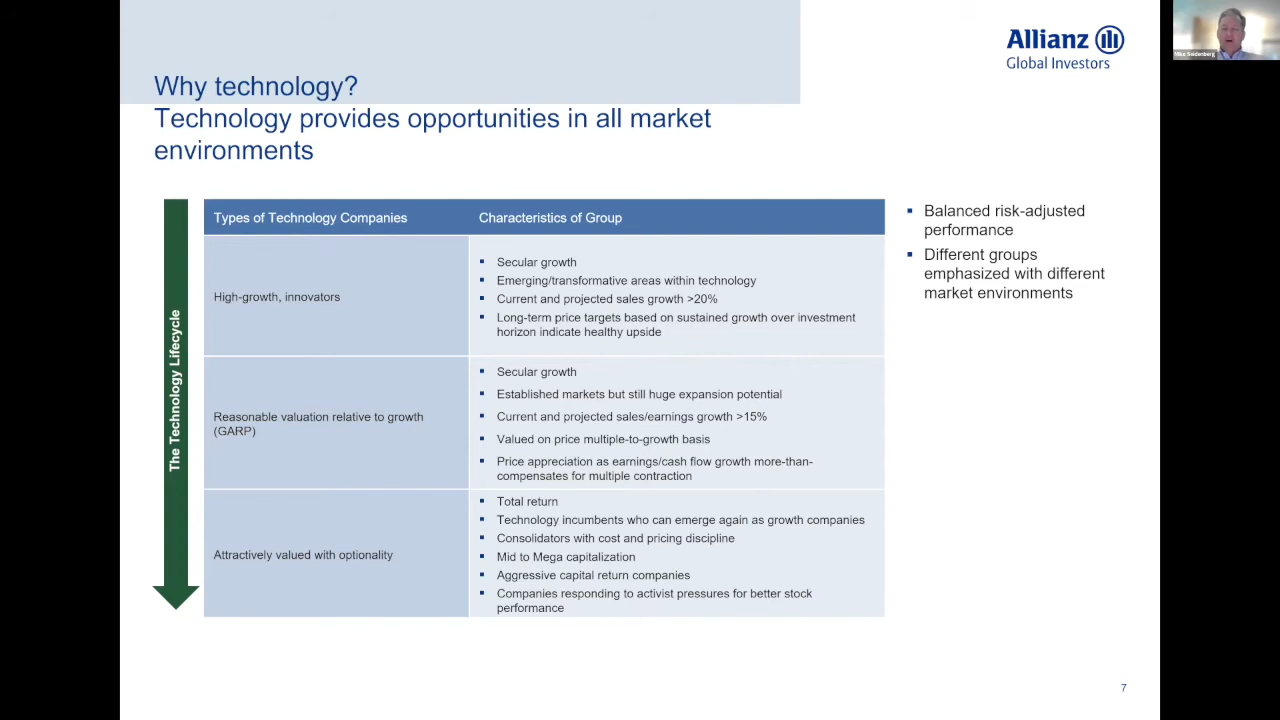 Allianz
Global Investors
Mike Seidenberg
Why technology?
Technology provides opportunities in all market
environments
The Technology Lifecycle
Types of Technology Companies
Characteristics of Group
High-growth, innovators
▪ Secular growth
▪ Emerging/transformative areas within technology
▪ Current and projected sales growth >20%
▪ Long-term price targets based on sustained growth over investment
horizon indicate healthy upside
Reasonable valuation relative to growth
(GARP)
▪ Secular growth
▪ Established markets but still huge expansion potential
▪ Current and projected sales/earnings growth >15%
▪ Valued on price multiple-to-growth basis
▪ Price appreciation as earnings/cash flow growth more-than-
compensates for multiple contraction
Attractively valued with optionality
▪ Total return
▪ Technology incumbents who can emerge again as growth companies
▪ Consolidators with cost and pricing discipline
▪ Mid to Mega capitalization
▪ Aggressive capital return companies
▪ Companies responding to activist pressures for better stock
performance
▪ Balanced risk-adjusted
performance
▪ Different groups
emphasized with different
market environments
7